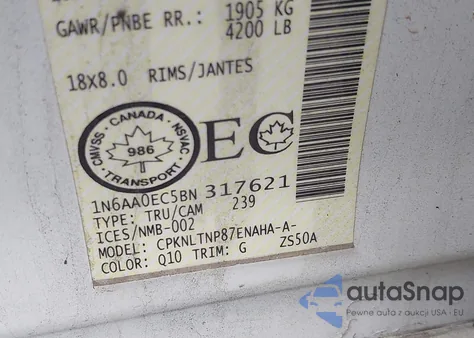 GAWR/PNBE RR.: 1905 KG
4200 LB
18X8.0 RIMS/JANTES
CMVSS • CANADA • NSVAC
986
TRANSPORT
EC
1N6AA0EC5BN 317621
TYPE: TRU/CAM 239
ICES/NMB-002
MODEL: CPKNLTNP87ENAHA-A-
COLOR: Q10 TRIM: G ZS50A
autoSnap
Pewne auta z aukcji USA i EU